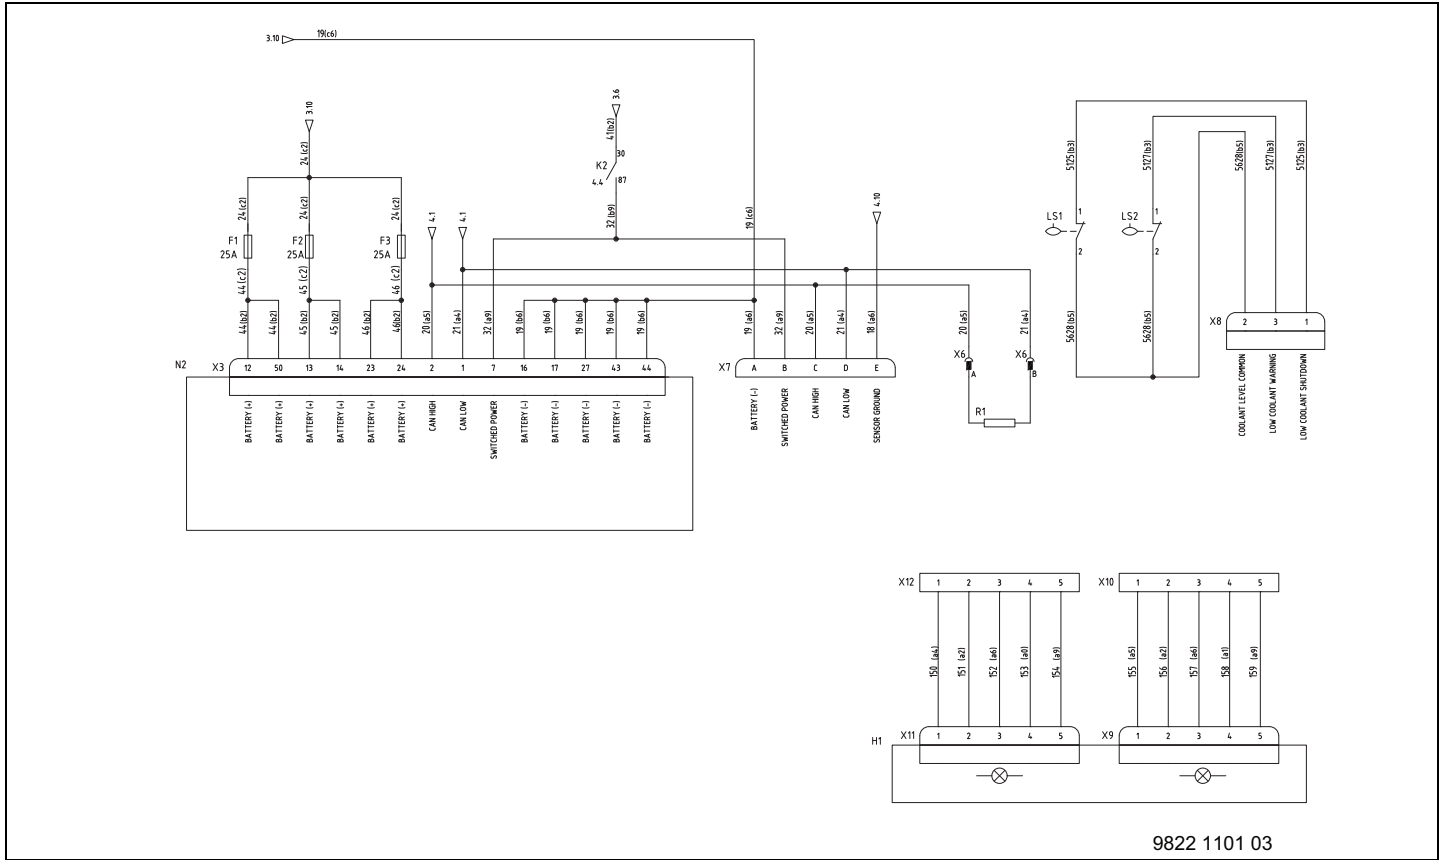 3.10 19(c6)
3.10
24 (c2)
24 (c2) 24 (c2) 24 (c2)
F1 25A
F2 25A
F3 25A
44 (c2) 45 (c2) 46 (c2)
3.6
41(b2)
30
K2
4.4 87
32 (b9)
19 (c6)
4.1 4.1
4.10
44(b2) 44(b2) 45(b2) 45(b2) 46(b2) 46(b2) 20 (a5) 21 (a4) 32 (a9) 19 (b6) 19 (b6) 19 (b6) 19 (b6) 19 (b6)
N2 X3 12 50 13 14 23 24 2 1 7 16 17 27 43 44
BATTERY (+)
BATTERY (+)
BATTERY (+)
BATTERY (+)
BATTERY (+)
BATTERY (+)
CAN HIGH
CAN LOW
SWITCHED POWER
BATTERY (-)
BATTERY (-)
BATTERY (-)
BATTERY (-)
BATTERY (-)
19 (a6) 32 (a9) 20 (a5) 21 (a4) 18 (a6)
X7 A B C D E
BATTERY (-)
SWITCHED POWER
CAN HIGH
CAN LOW
SENSOR GROUND
20 (a5) 21 (a4)
X6 X6
A B
R1
5125(b3) 5127(b3) 5628(b5) 5127(b3) 5125(b3)
LS1 1 2
LS2 1 2
5628(b5) 5628(b5)
X8 2 3 1
COOLANT LEVEL COMMON
LOW COOLANT WARNING
LOW COOLANT SHUTDOWN
X12 1 2 3 4 5
150 (a4) 151 (a2) 152 (a6) 153 (a0) 154 (a9)
X11 1 2 3 4 5
H1
X10 1 2 3 4 5
155 (a5) 156 (a2) 157 (a6) 158 (a1) 159 (a9)
X9 1 2 3 4 5
9822 1101 03